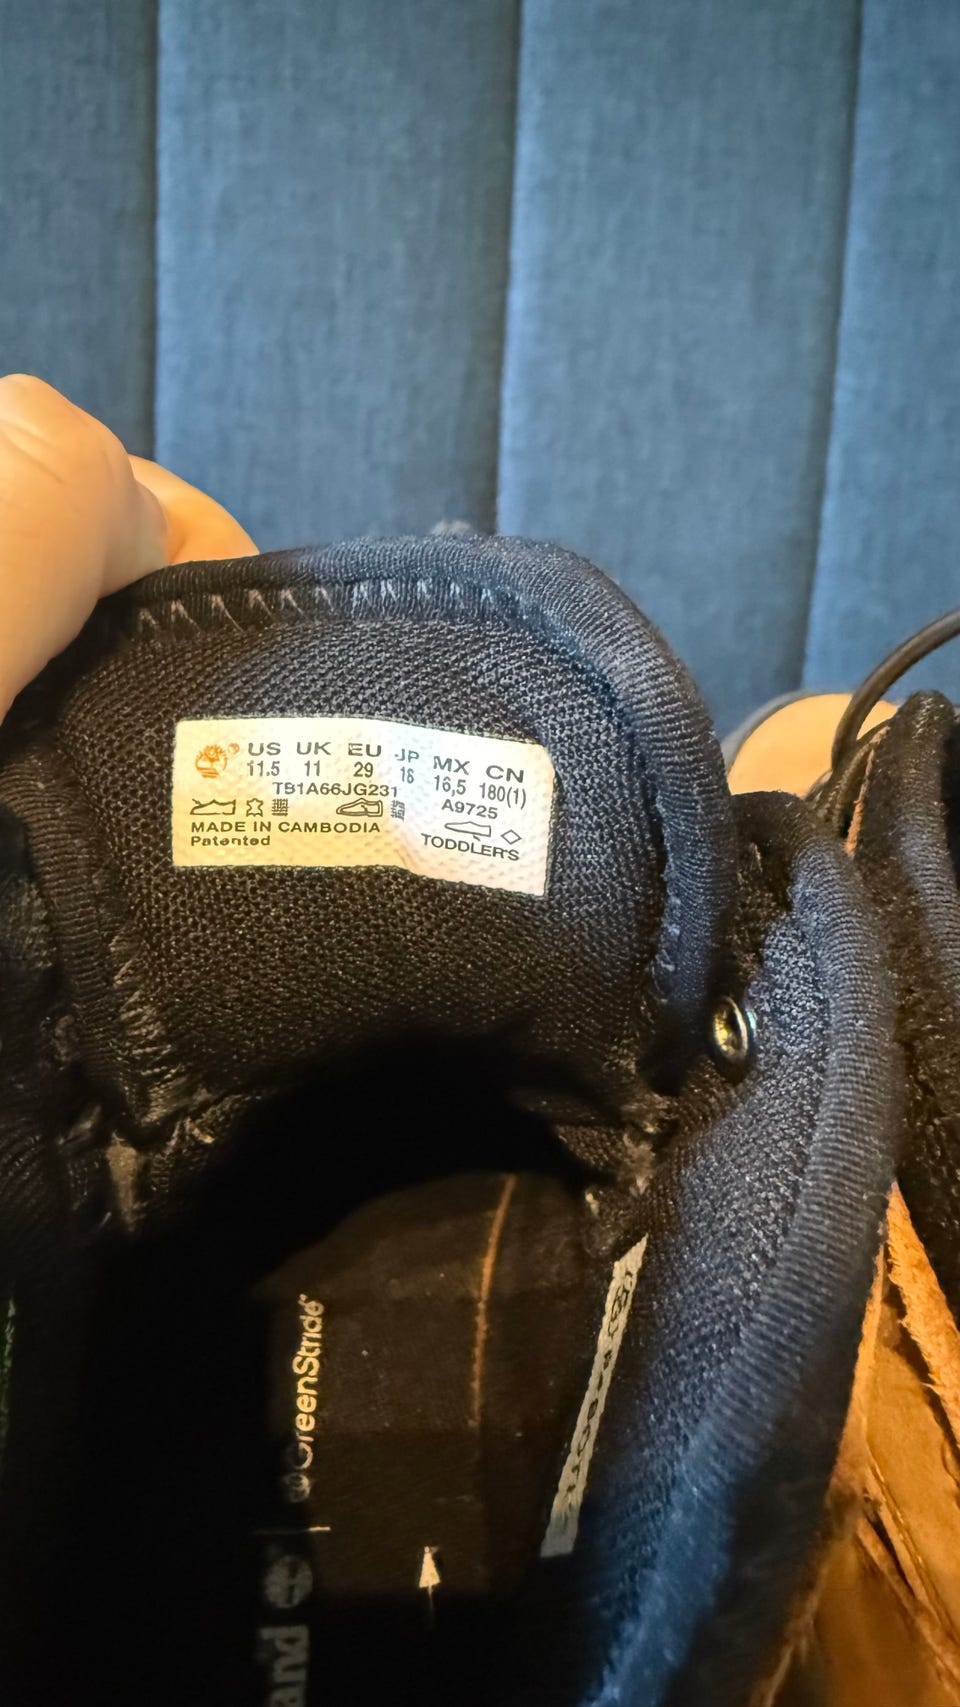 US UK EU JP MX CN
11.5 11 29 18 16,5 180(1)
TB1A66JG231 A9725
MADE IN CAMBODIA
Patented
TODDLER'S
GreenStride